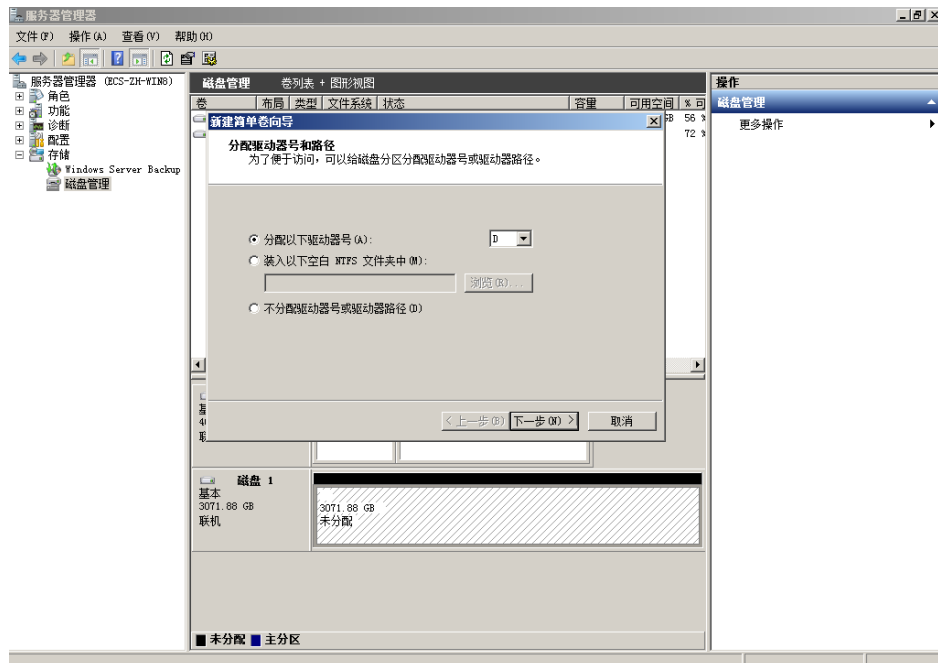 服务器管理器
文件(F) 操作(A) 查看(V) 帮助(H)
服务器管理器 (ECS-ZH-WIN8)
角色
功能
诊断
配置
存储
Windows Server Backup
磁盘管理
磁盘管理 卷列表 + 图形视图
卷 布局 类型 文件系统 状态 容量 可用空间 % 可
GB 56 %
72 %
新建简单卷向导
分配驱动器号和路径
为了便于访问，可以给磁盘分区分配驱动器号或驱动器路径。
分配以下驱动器号(A): D
装入以下空白 NTFS 文件夹中(M):
浏览(R)...
不分配驱动器号或驱动器路径(D)
< 上一步(B) 下一步(N) > 取消
磁盘 1
基本
3071.88 GB
联机
3071.88 GB
未分配
未分配 主分区
操作
磁盘管理
更多操作